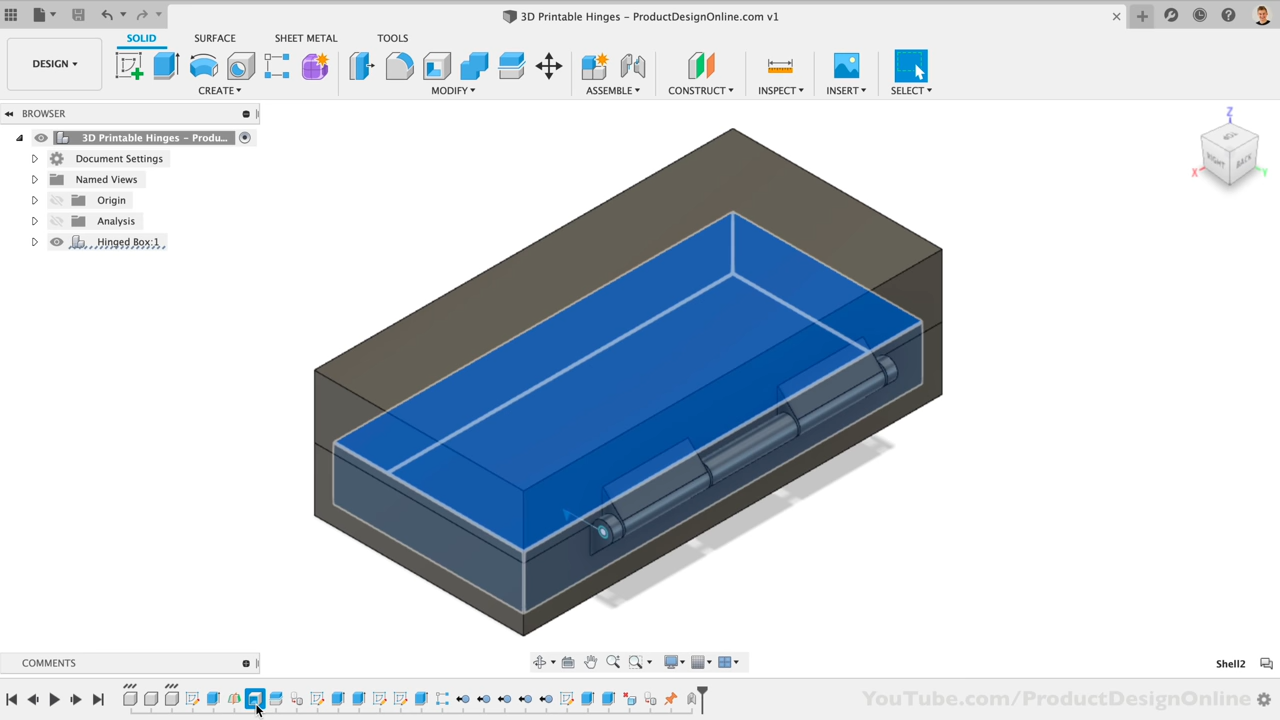 3D Printable Hinges – ProductDesignOnline.com v1
SOLID
SURFACE
SHEET METAL
TOOLS
DESIGN
CREATE
MODIFY
ASSEMBLE
CONSTRUCT
INSPECT
INSERT
SELECT
BROWSER
3D Printable Hinges – Produ...
Document Settings
Named Views
Origin
Analysis
Hinged Box:1
Z
RIGHT
BACK
X
Y
COMMENTS
Shell2
YouTube.com/ProductDesignOnline